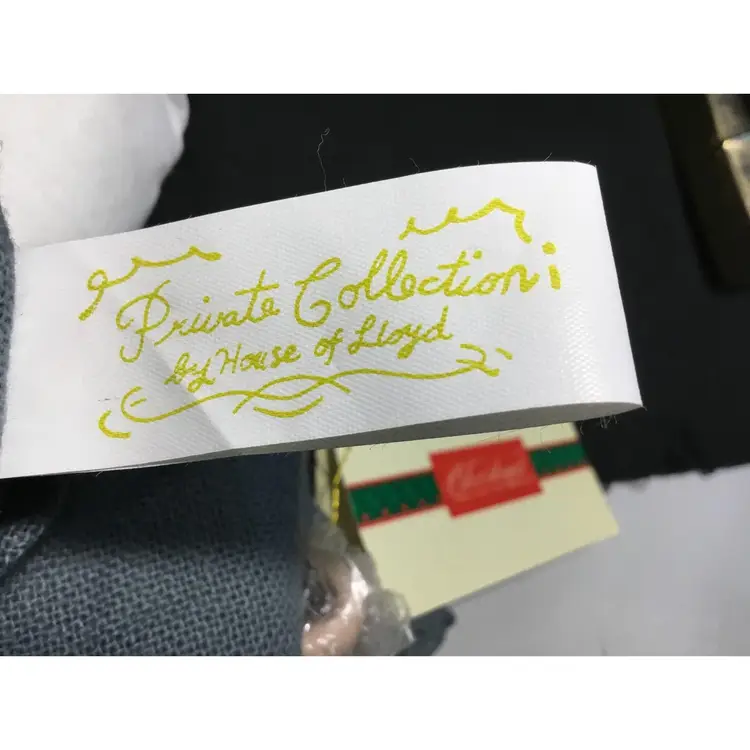 Private Collection
by House of Lloyd